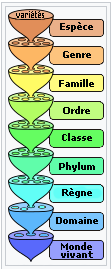 variétés
Espèce
Genre
Famille
Ordre
Classe
Phylum
Règne
Domaine
Monde
vivant